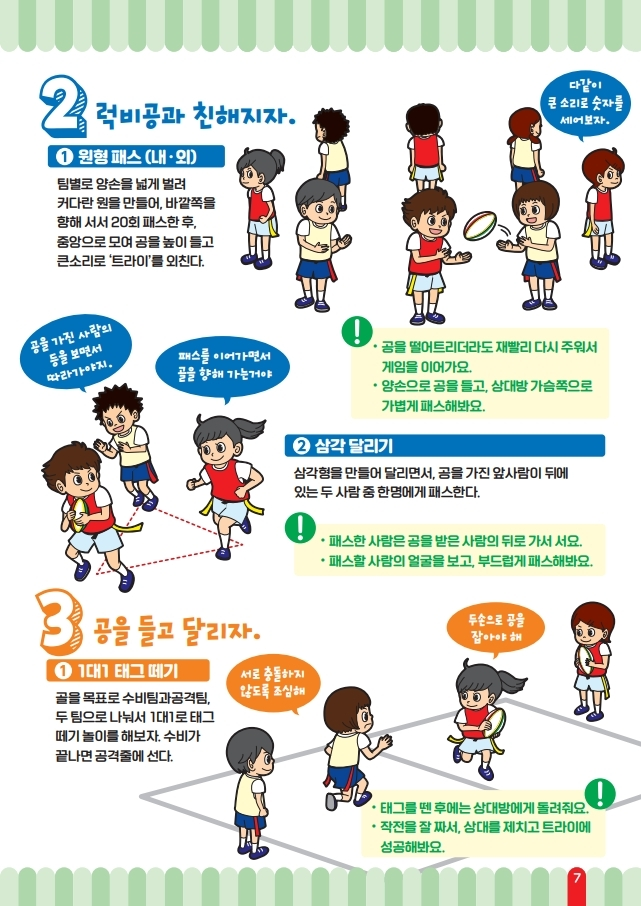 2 럭비공과 친해지자.
다같이
큰 소리로 숫자를
세어보자.
1 원형 패스 (내·외)
팀별로 양손을 넓게 벌려
커다란 원을 만들어, 바깥쪽을
향해 서서 20회 패스한 후,
중앙으로 모여 공을 높이 들고
큰소리로 ‘트라이’를 외친다.
!
• 공을 떨어트리더라도 재빨리 다시 주워서
게임을 이어가요.
• 양손으로 공을 들고, 상대방 가슴쪽으로
가볍게 패스해봐요.
공을 가진 사람의
등을 보면서
따라가야지.
패스를 이어가면서
골을 향해 가는거야
2 삼각 달리기
삼각형을 만들어 달리면서, 공을 가진 앞사람이 뒤에
있는 두 사람 중 한명에게 패스한다.
!
• 패스한 사람은 공을 받은 사람의 뒤로 가서 서요.
• 패스할 사람의 얼굴을 보고, 부드럽게 패스해봐요.
3 공을 들고 달리자.
1 1대1 태그 떼기
골을 목표로 수비팀과공격팀,
두 팀으로 나눠서 1대1로 태그
떼기 놀이를 해보자. 수비가
끝나면 공격줄에 선다.
서로 충돌하지
않도록 조심해
두손으로 공을
잡아야 해
!
• 태그를 뗀 후에는 상대방에게 돌려줘요.
• 작전을 잘 짜서, 상대를 제치고 트라이에
성공해봐요.
7